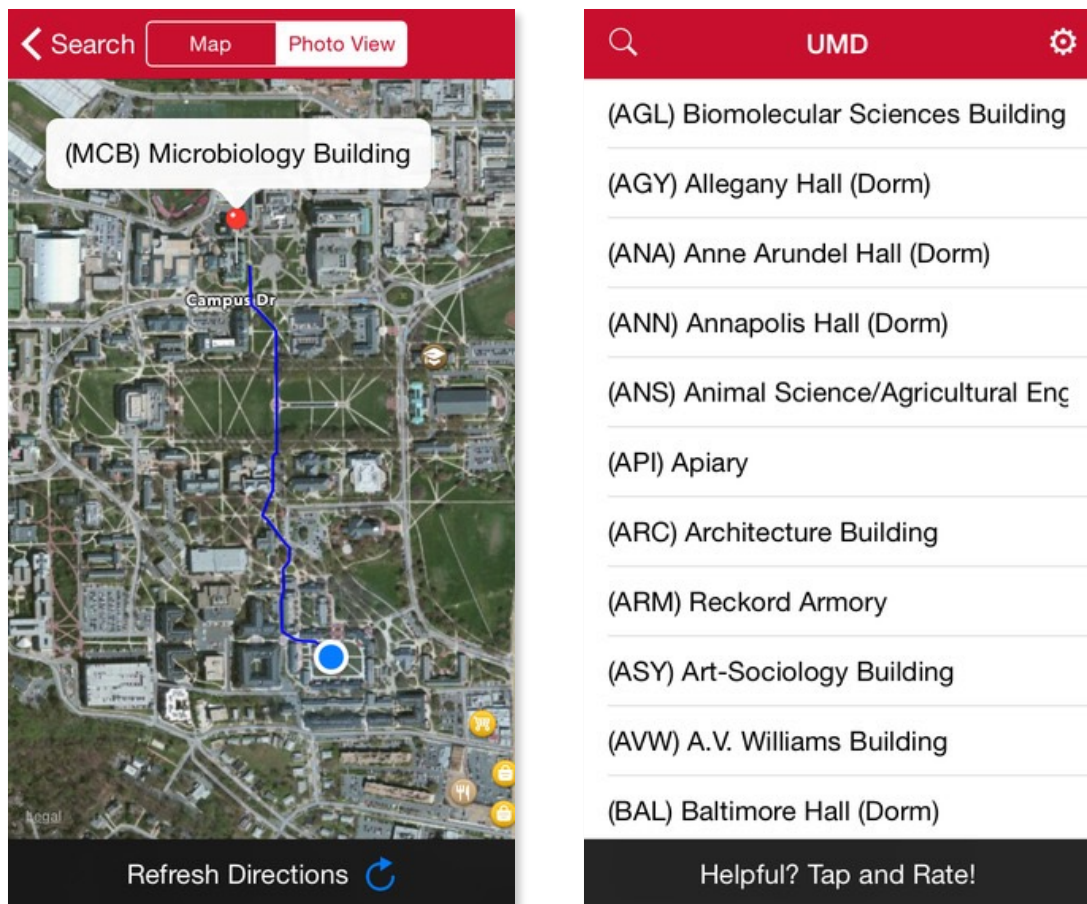 Search
Map
Photo View
(MCB) Microbiology Building
Campus Dr
Legal
Refresh Directions
UMD
(AGL) Biomolecular Sciences Building
(AGY) Allegany Hall (Dorm)
(ANA) Anne Arundel Hall (Dorm)
(ANN) Annapolis Hall (Dorm)
(ANS) Animal Science/Agricultural Eng
(API) Apiary
(ARC) Architecture Building
(ARM) Reckord Armory
(ASY) Art-Sociology Building
(AVW) A.V. Williams Building
(BAL) Baltimore Hall (Dorm)
Helpful? Tap and Rate!